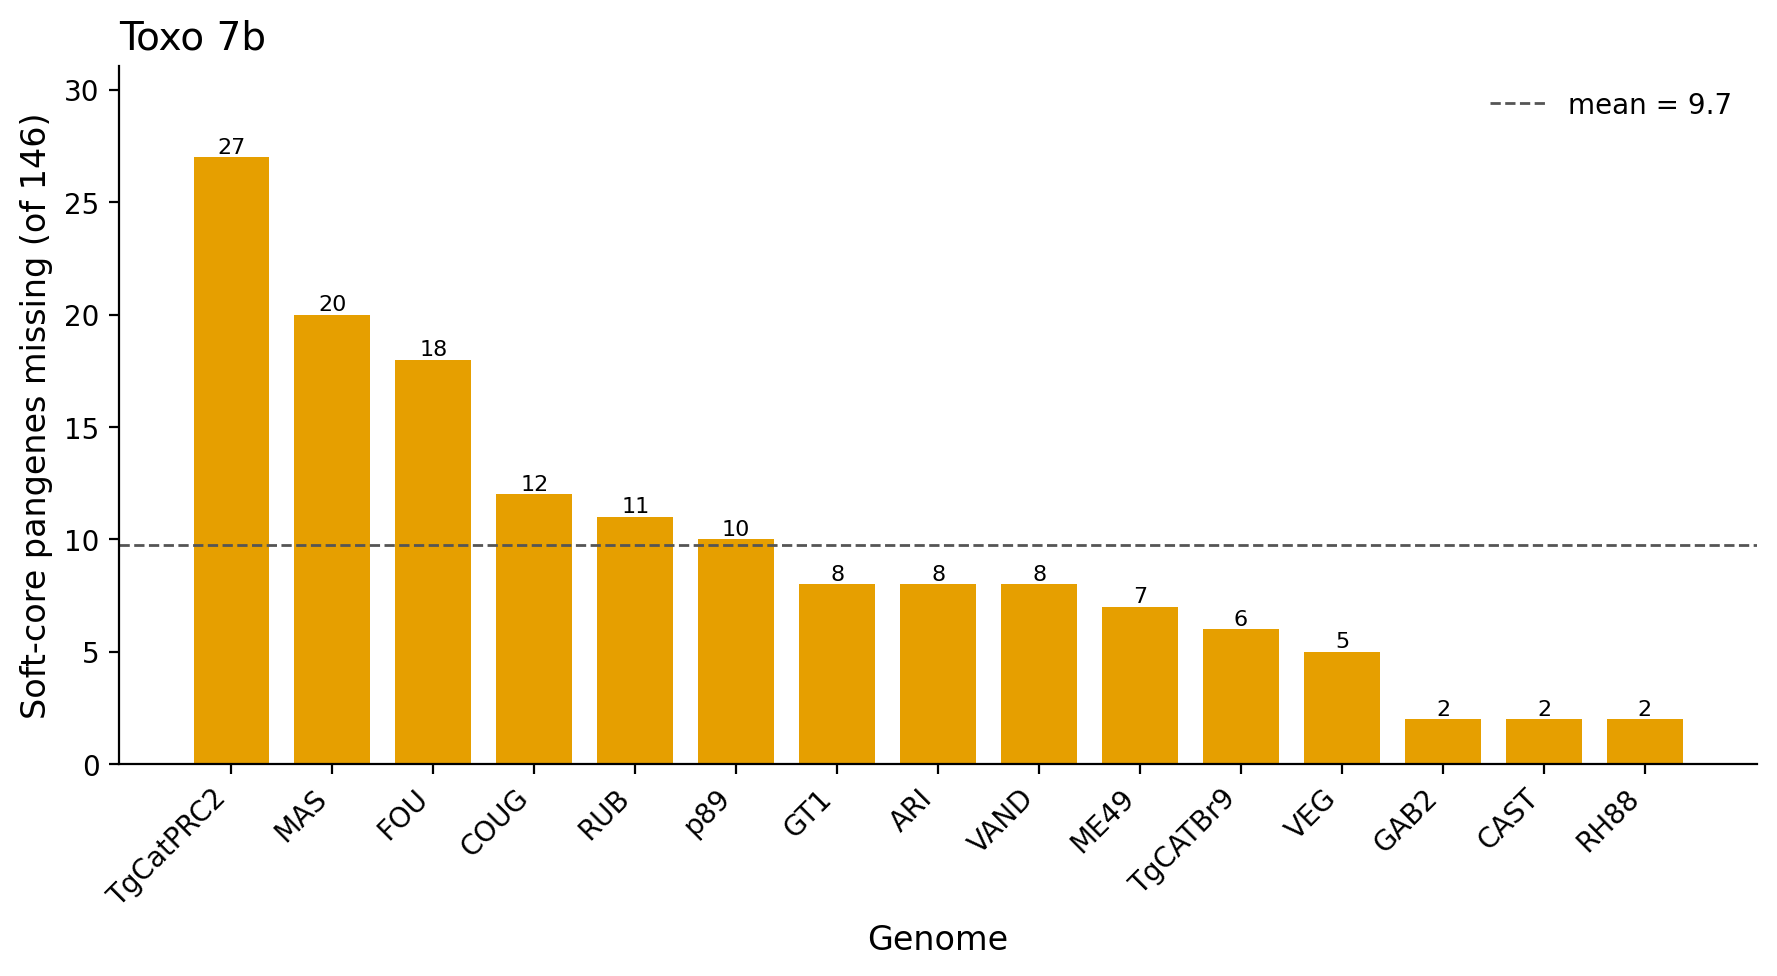 Toxo 7b
Soft-core pangenes missing (of 146)
30
25
20
15
10
5
0
mean = 9.7
27
20
18
12
11
10
8
8
8
7
6
5
2
2
2
TgCatPRC2
MAS
FOU
COUG
RUB
p89
GT1
ARI
VAND
ME49
TgCATBr9
VEG
GAB2
CAST
RH88
Genome